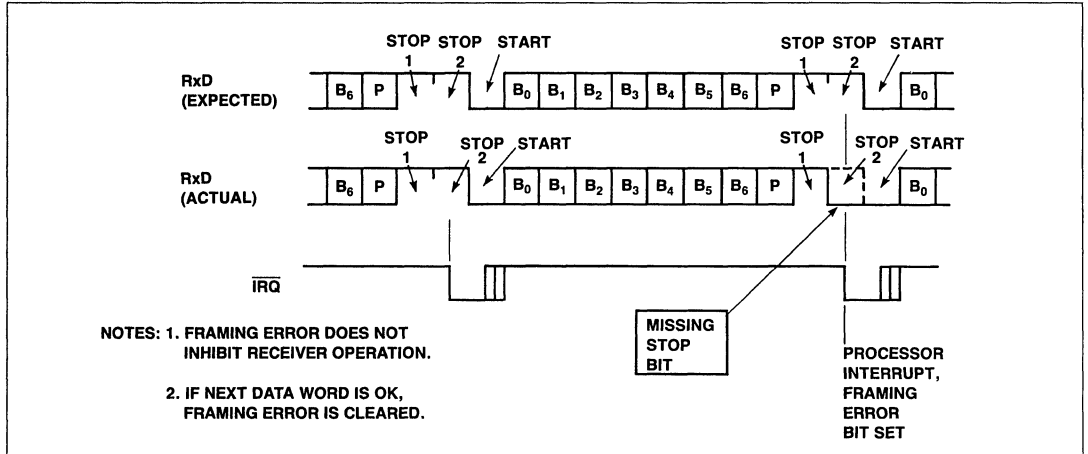 STOP STOP START
1 2
RxD
(EXPECTED)
B6 P B0 B1 B2 B3 B4 B5 B6 P B0
STOP STOP START
1 2
STOP STOP START
1 2
RxD
(ACTUAL)
B6 P B0 B1 B2 B3 B4 B5 B6 P B0
STOP STOP START
1 2
IRQ
MISSING
STOP
BIT
PROCESSOR
INTERRUPT,
FRAMING
ERROR
BIT SET
NOTES: 1. FRAMING ERROR DOES NOT
INHIBIT RECEIVER OPERATION.
2. IF NEXT DATA WORD IS OK,
FRAMING ERROR IS CLEARED.